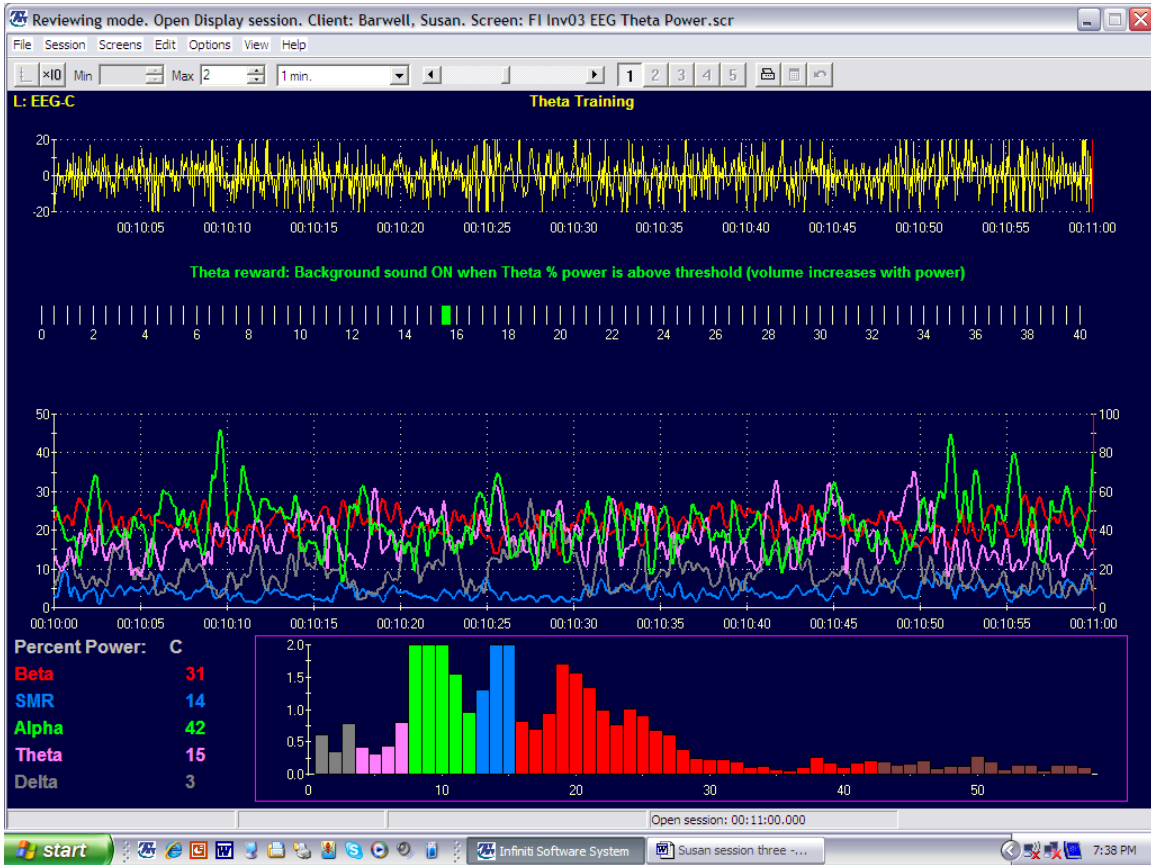 Reviewing mode. Open Display session. Client: Barwell, Susan. Screen: FI Inv03 EEG Theta Power.scr
File Session Screens Edit Options View Help
×10 Min Max 2 1 min. 1 2 3 4 5
L: EEG-C Theta Training
20
0
-20
00:10:05 00:10:10 00:10:15 00:10:20 00:10:25 00:10:30 00:10:35 00:10:40 00:10:45 00:10:50 00:10:55 00:11:00
Theta reward: Background sound ON when Theta % power is above threshold (volume increases with power)
0 2 4 6 8 10 12 14 16 18 20 22 24 26 28 30 32 34 36 38 40
50 100
40 80
30 60
20 40
10 20
0 0
00:10:00 00:10:05 00:10:10 00:10:15 00:10:20 00:10:25 00:10:30 00:10:35 00:10:40 00:10:45 00:10:50 00:10:55 00:11:00
Percent Power: C
Beta 31
SMR 14
Alpha 42
Theta 15
Delta 3
2.0
1.5
1.0
0.5
0.0
0 10 20 30 40 50
Open session: 00:11:00.000
start Infiniti Software System Susan session three -... 7:38 PM